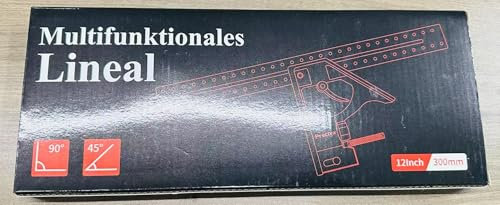 Multifunktionales
Lineal
90°
45°
12Inch
300mm